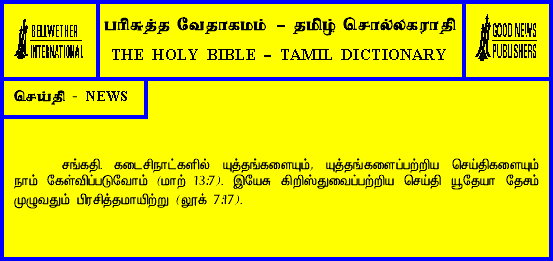 BELLWETHER
INTERNATIONAL
பரிசுத்த வேதாகமம் – தமிழ் சொல்லகராதி
THE HOLY BIBLE – TAMIL DICTIONARY
GOOD NEWS
PUBLISHERS
செய்தி - NEWS
சங்கதி. கடைசிநாட்களில் யுத்தங்களையும், யுத்தங்களைப்பற்றிய செய்திகளையும்
நாம் கேள்விப்படுவோம் (மாற் 13:7). இயேசு கிறிஸ்துவைப்பற்றிய செய்தி யூதேயா தேசம்
முழுவதும் பிரசித்தமாயிற்று (லூக் 7:17).